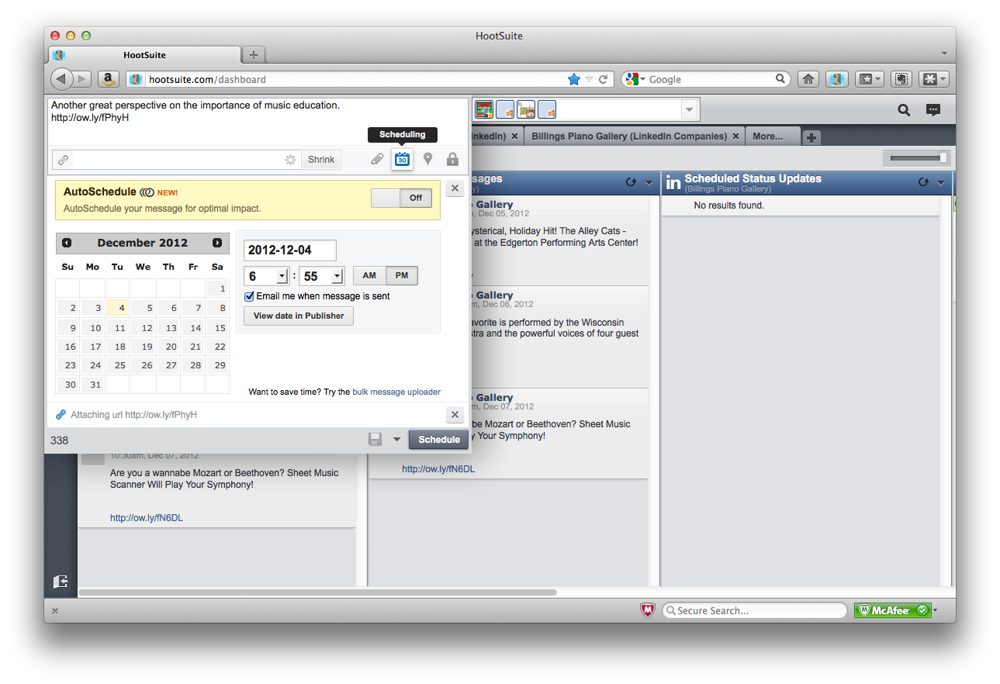 HootSuite
HootSuite
hootsuite.com/dashboard
Google
Another great perspective on the importance of music education.
http://ow.ly/fPhyH
Scheduling
Shrink
30
AutoSchedule NEW!
AutoSchedule your message for optimal impact.
Off
December 2012
Su Mo Tu We Th Fr Sa
1
2 3 4 5 6 7 8
9 10 11 12 13 14 15
16 17 18 19 20 21 22
23 24 25 26 27 28 29
30 31
2012-12-04
6 : 55 AM PM
Email me when message is sent
View date in Publisher
Want to save time? Try the bulk message uploader
Attaching url http://ow.ly/fPhyH
338
Schedule
10:30am, Dec 07, 2012
Are you a wannabe Mozart or Beethoven? Sheet Music
Scanner Will Play Your Symphony!
http://ow.ly/fN6DL
nkedIn)
Billings Piano Gallery (LinkedIn Companies)
More...
sages
Gallery
Dec 05, 2012
ysterical, Holiday Hit! The Alley Cats -
at the Edgerton Performing Arts Center!
Gallery
m, Dec 06, 2012
avorite is performed by the Wisconsin
stra and the powerful voices of four guest
Gallery
m, Dec 07, 2012
be Mozart or Beethoven? Sheet Music
y Your Symphony!
http://ow.ly/fN6DL
in
Scheduled Status Updates
(Billings Piano Gallery)
No results found.
Secure Search...
McAfee